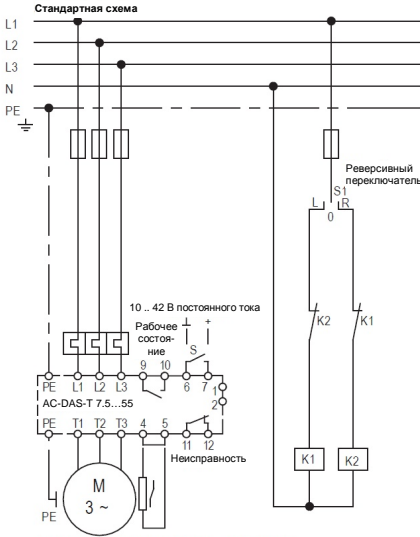 Стандартная схема
L1
L2
L3
N
PE
Реверсивный
переключатель
S1
L R
0
10 .. 42 В постоянного тока
Рабочее
состоя-
ние
+
S
K2 K1
9 10 6 7
PE L1 L2 L3
1
2
AC-DAS-T 7.5...55
PE T1 T2 T3 4 5
11 12
Неисправность
K1 K2
M
3 ~
PE